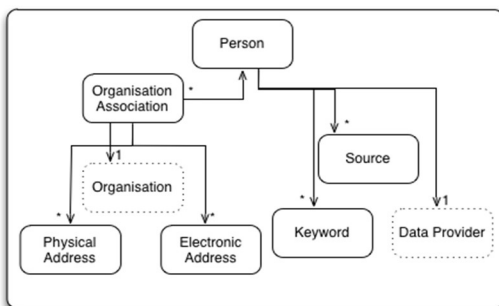 Person
Organisation
Association
*
*
1
Source
Organisation
*
*
*
1
Physical
Address
Electronic
Address
Keyword
Data Provider